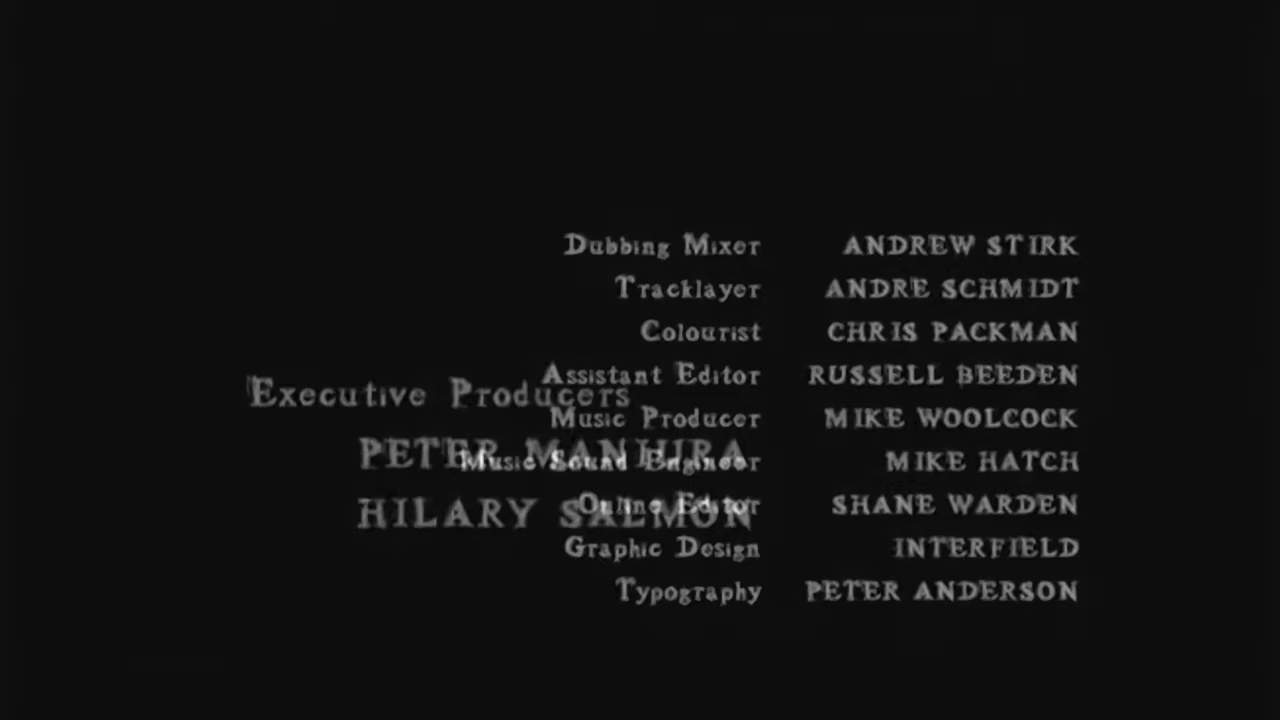 Dubbing Mixer ANDREW STIRK
Tracklayer ANDRE SCHMIDT
Colourist CHRIS PACKMAN
Assistant Editor RUSSELL BEEDEN
Executive Producers
Music Producer MIKE WOOLCOCK
PETER MANHIRA
Music Sound Engineer MIKE HATCH
Online Editor SHANE WARDEN
HILARY SALMON
Graphic Design INTERFIELD
Typography PETER ANDERSON